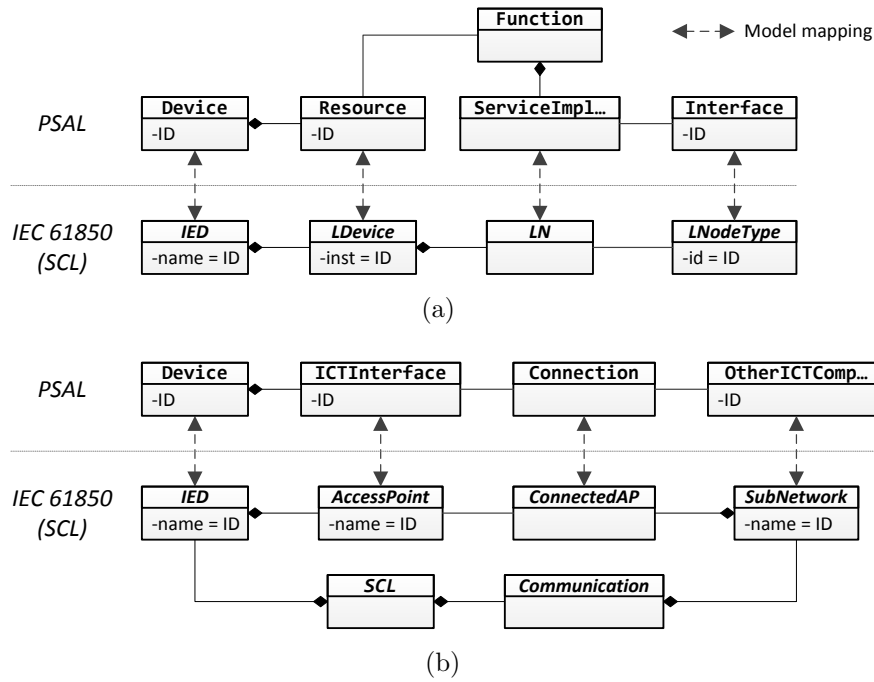 Function
Model mapping
PSAL
Device
-ID
Resource
-ID
ServiceImpl…
Interface
-ID
IEC 61850
(SCL)
IED
-name = ID
LDevice
-inst = ID
LN
LNodeType
-id = ID
(a)
PSAL
Device
-ID
ICTInterface
-ID
Connection
OtherICTComp…
-ID
IEC 61850
(SCL)
IED
-name = ID
AccessPoint
-name = ID
ConnectedAP
SubNetwork
-name = ID
SCL
Communication
(b)